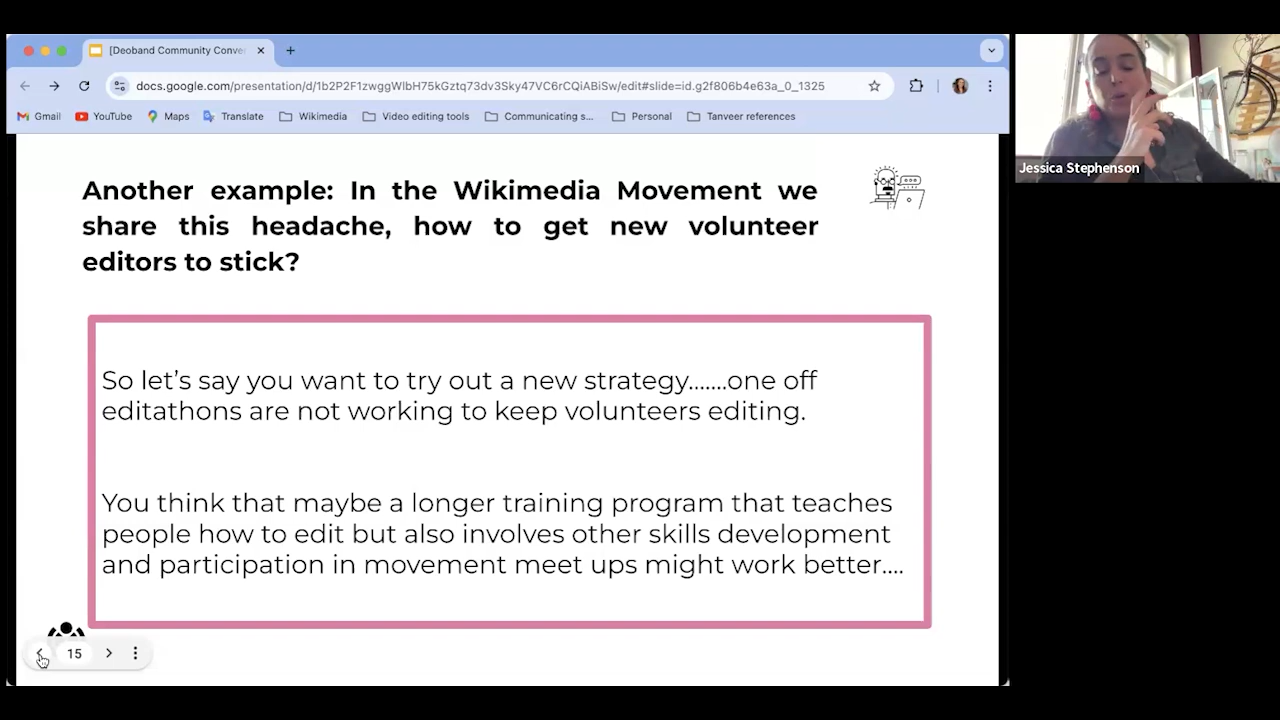 [Deoband Community Conver
docs.google.com/presentation/d/1b2P2F1zwggWlbH75kGztq73dv3Sky47VC6rCQiABiSw/edit#slide=id.g2f806b4e63a_0_1325
Gmail YouTube Maps Translate Wikimedia Video editing tools Communicating s... Personal Tanveer references
Jessica Stephenson
Another example: In the Wikimedia Movement we
share this headache, how to get new volunteer
editors to stick?
So let's say you want to try out a new strategy.......one off
editathons are not working to keep volunteers editing.
You think that maybe a longer training program that teaches
people how to edit but also involves other skills development
and participation in movement meet ups might work better....
15